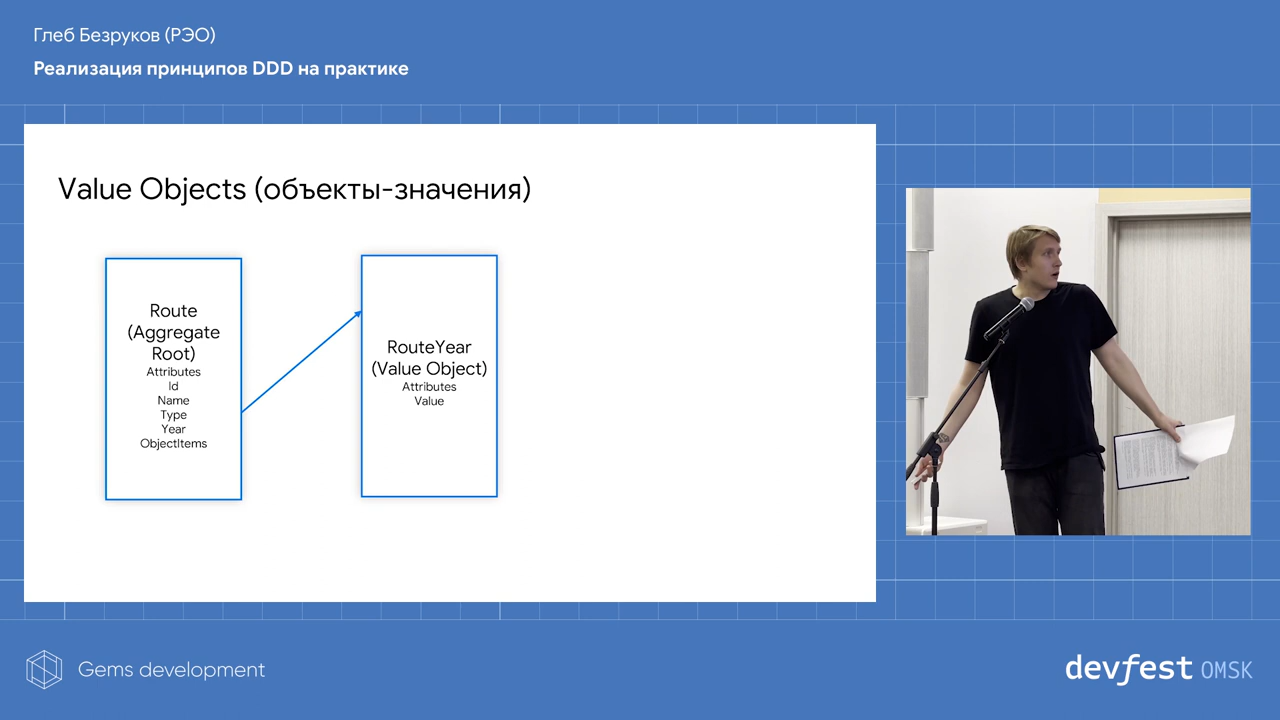 Глеб Безруков (РЭО)
Реализация принципов DDD на практике
Value Objects (объекты-значения)
Route
(Aggregate
Root)
Attributes
Id
Name
Type
Year
ObjectItems
RouteYear
(Value Object)
Attributes
Value
Gems development
devfest OMSK